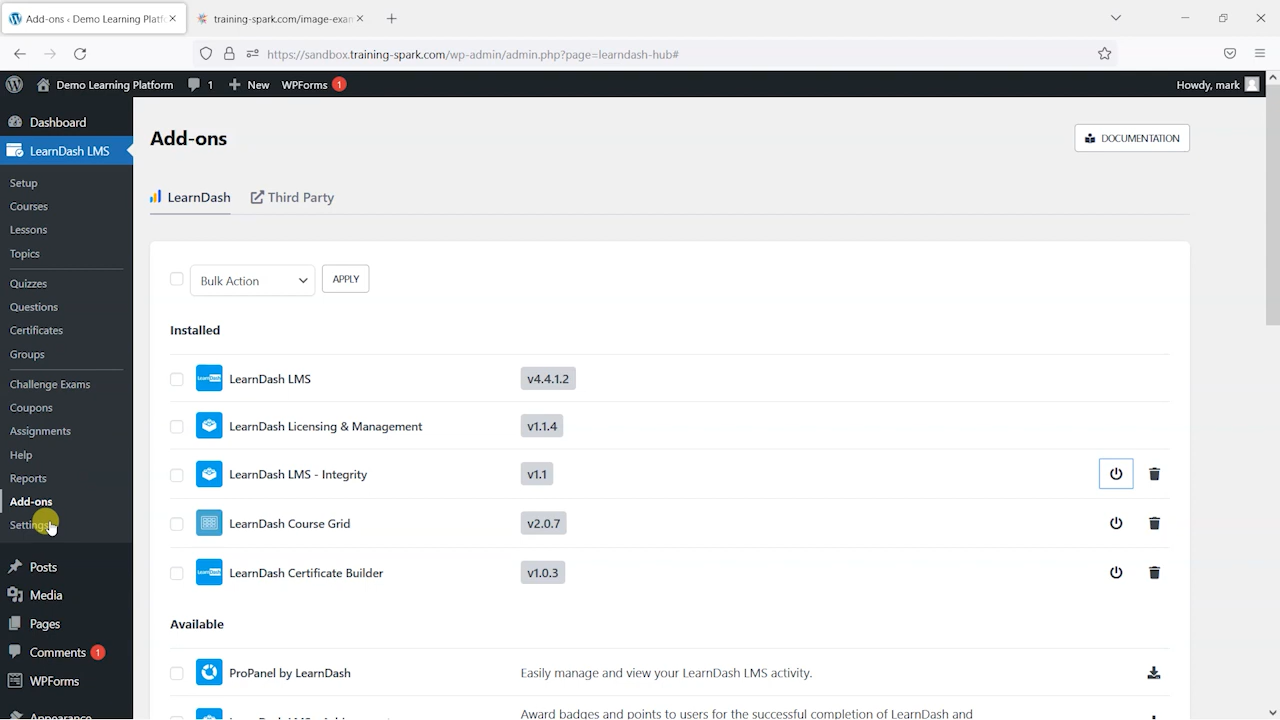 Add-ons ‹ Demo Learning Platf
training-spark.com/image-exam
https://sandbox.training-spark.com/wp-admin/admin.php?page=learndash-hub#
Demo Learning Platform
1
New
WPForms
1
Howdy, mark
Dashboard
LearnDash LMS
Setup
Courses
Lessons
Topics
Quizzes
Questions
Certificates
Groups
Challenge Exams
Coupons
Assignments
Help
Reports
Add-ons
Settings
Posts
Media
Pages
Comments 1
WPForms
Appearance
Add-ons
DOCUMENTATION
LearnDash
Third Party
Bulk Action
APPLY
Installed
LearnDash LMS v4.4.1.2
LearnDash Licensing & Management v1.1.4
LearnDash LMS - Integrity v1.1
LearnDash Course Grid v2.0.7
LearnDash Certificate Builder v1.0.3
Available
ProPanel by LearnDash Easily manage and view your LearnDash LMS activity.
Award badges and points to users for the successful completion of LearnDash and